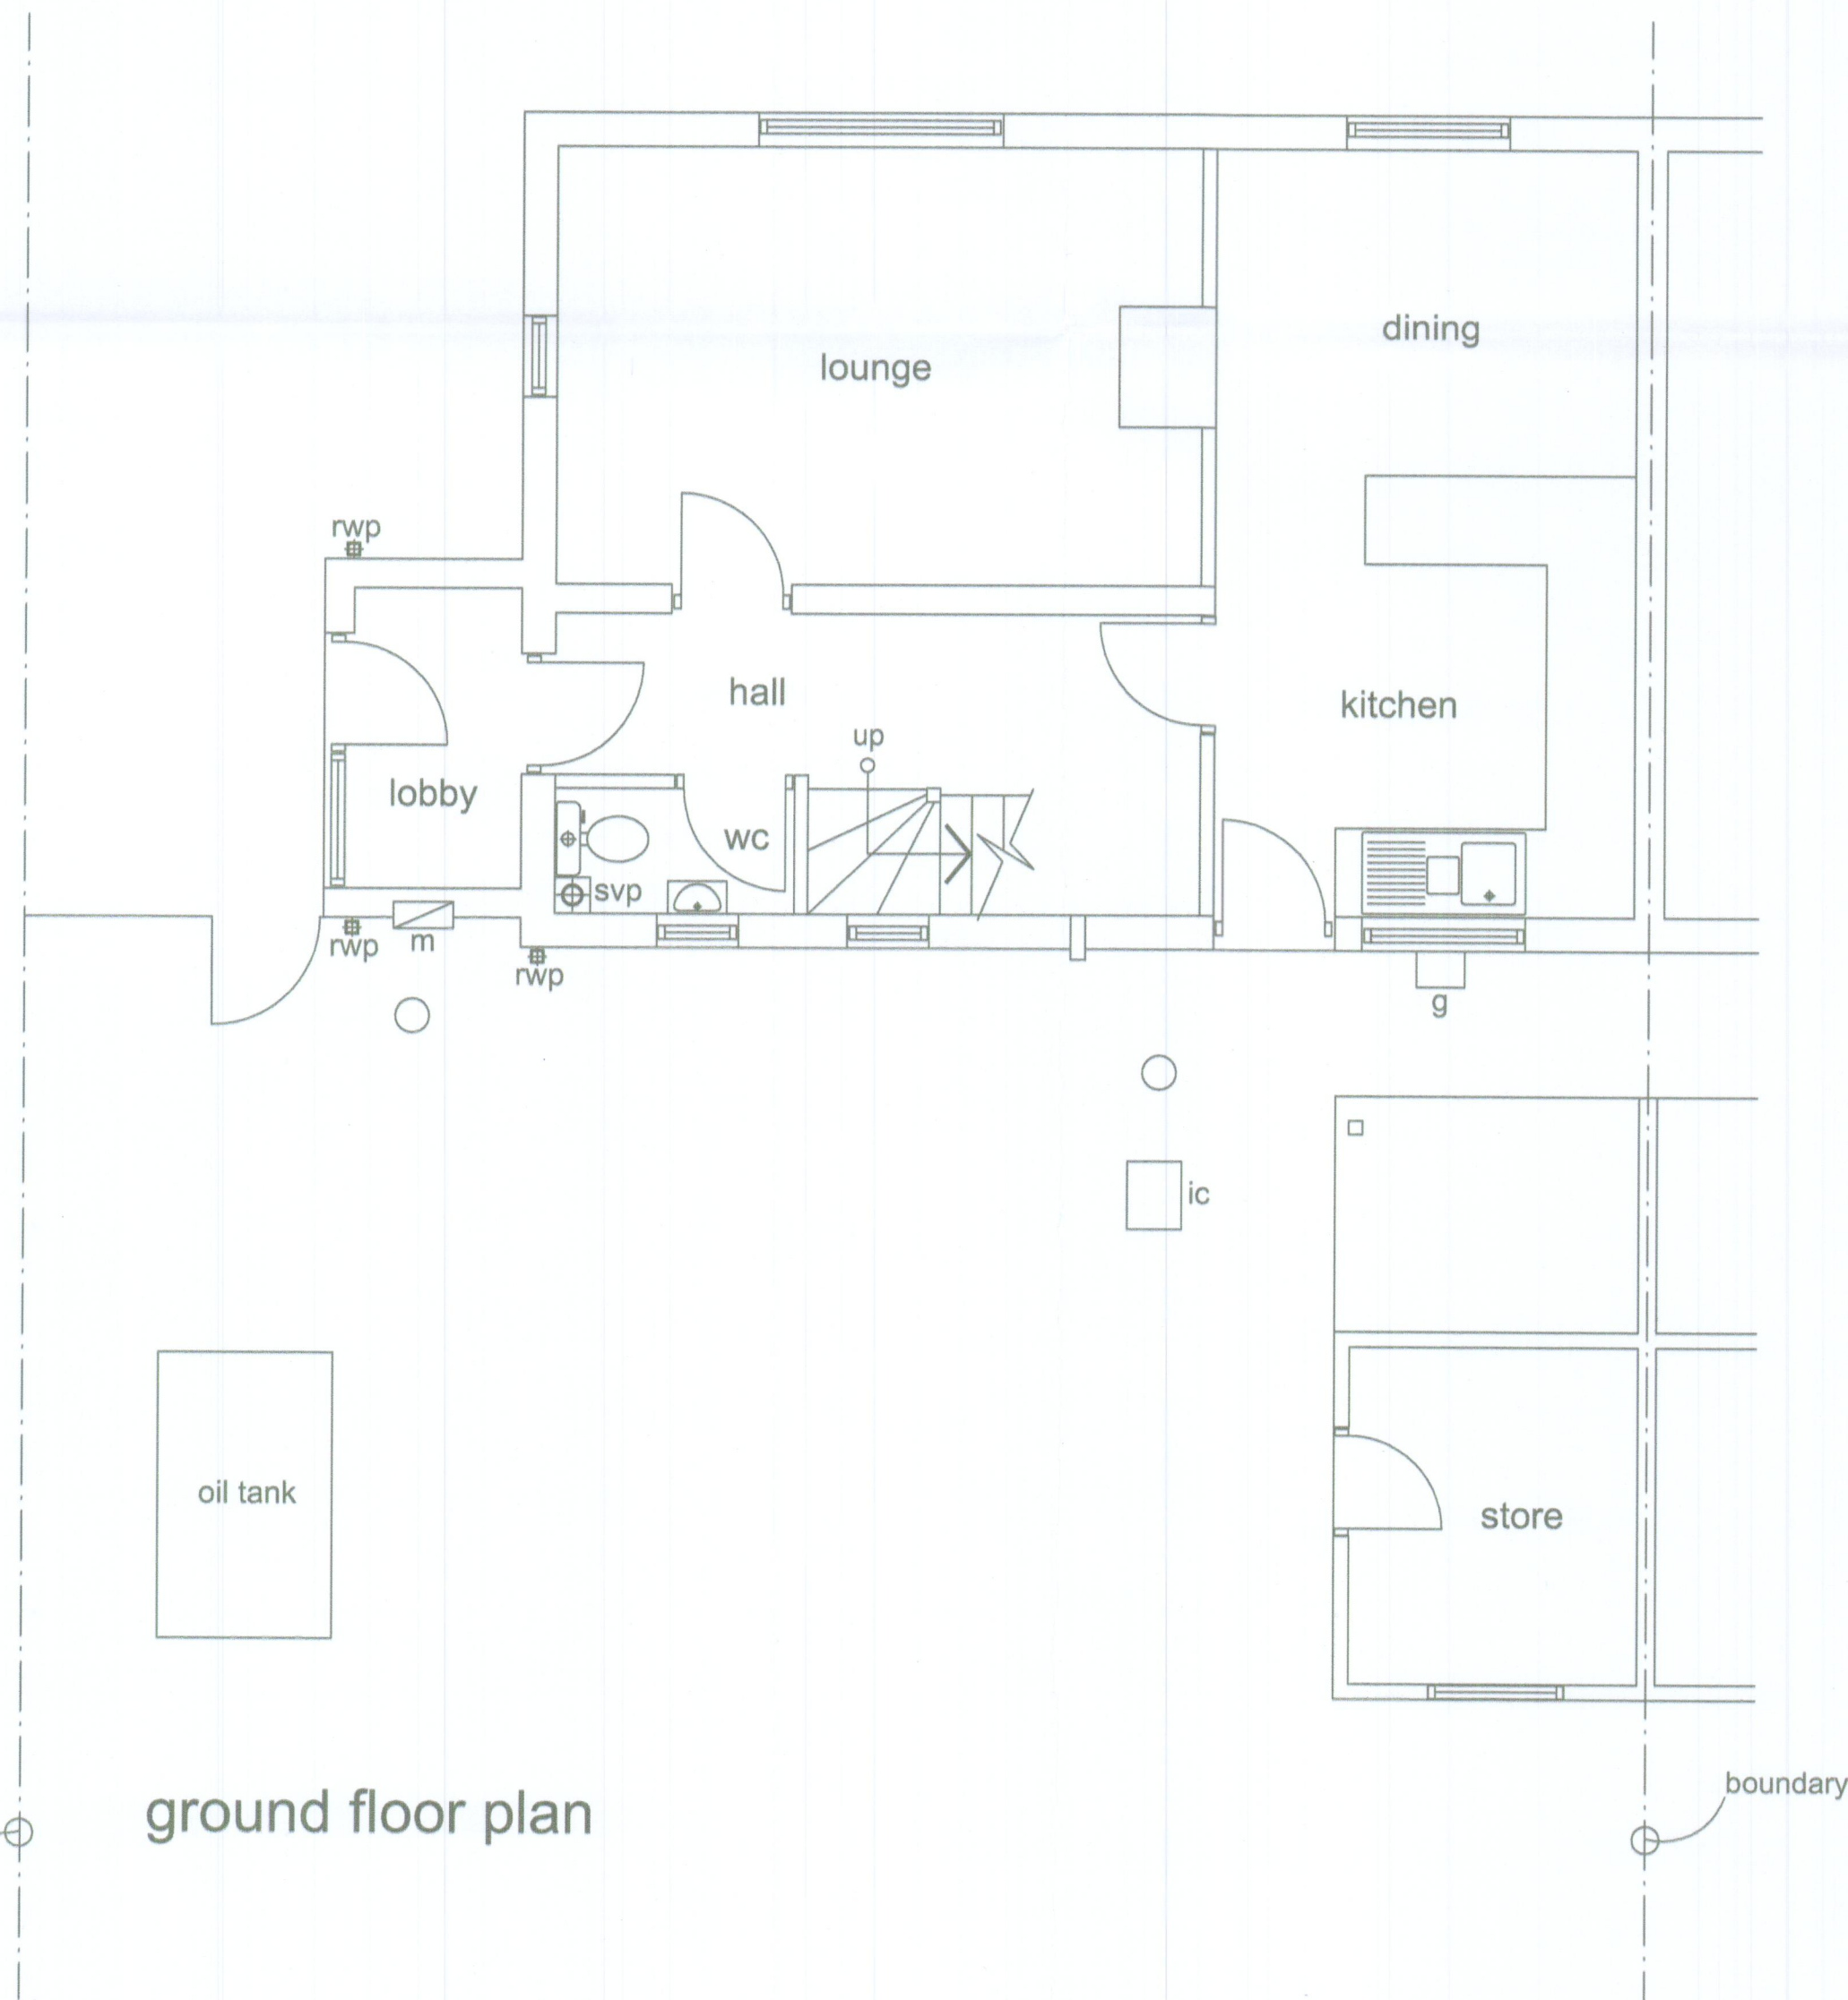 dining
lounge
rwp
hall
kitchen
up
lobby
wc
svp
rwp
m
rwp
g
ic
oil tank
store
boundary
ground floor plan